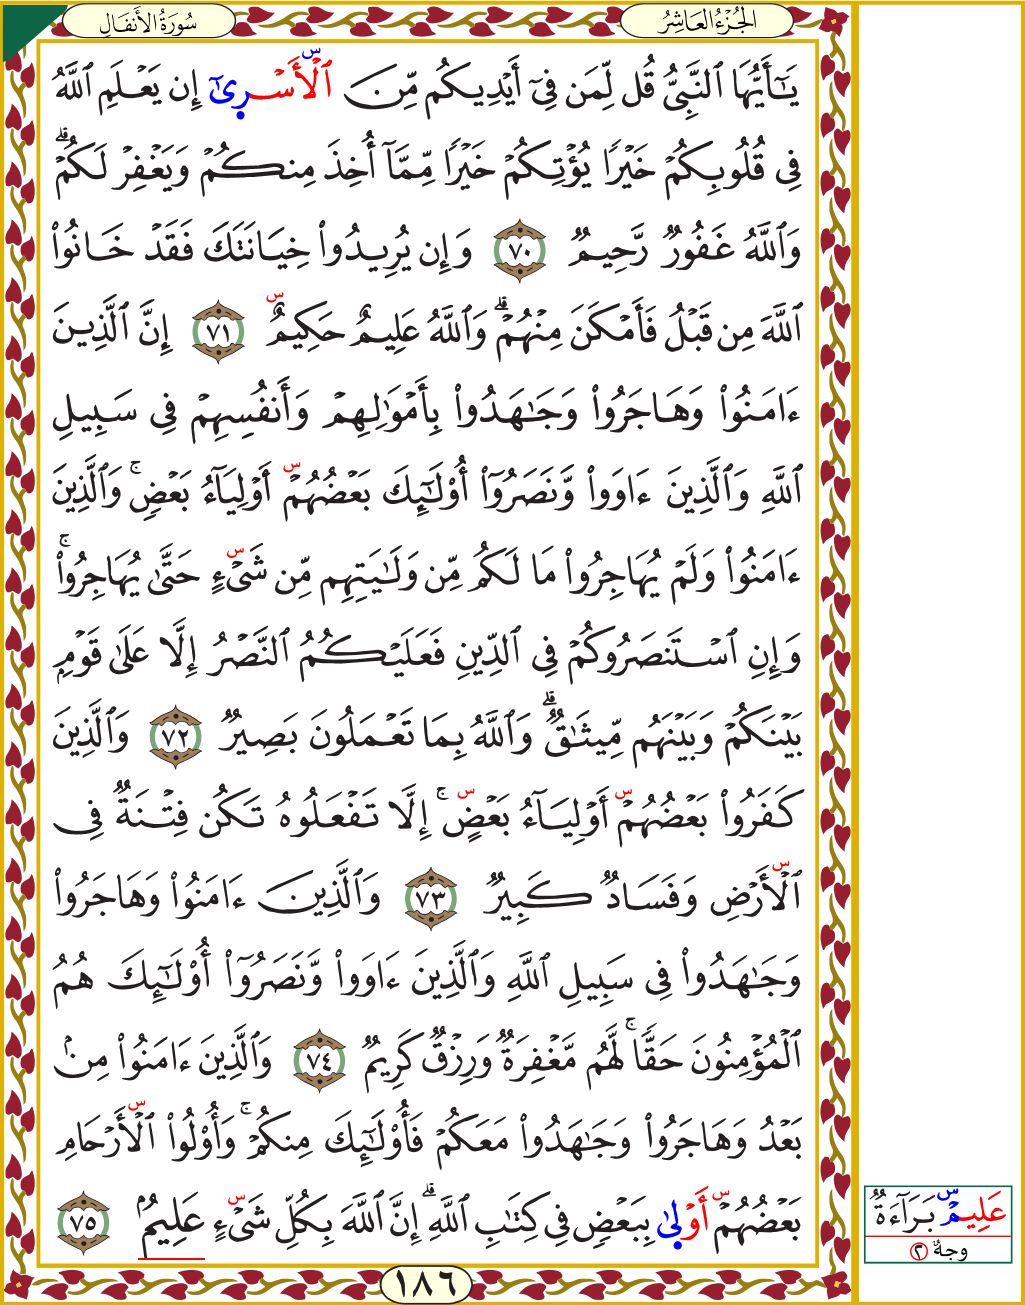 الجُزْءُ العَاشِرُ
سُورَةُ الأَنفَالِ
يَـٰٓأَيُّهَا ٱلنَّبِىُّ قُل لِّمَن فِىٓ أَيْدِيكُم مِّنَ ٱلْأَسْرَىٰٓ إِن يَعْلَمِ ٱللَّهُ
فِى قُلُوبِكُمْ خَيْرًا يُؤْتِكُمْ خَيْرًا مِّمَّآ أُخِذَ مِنكُمْ وَيَغْفِرْ لَكُمْ ۗ
وَٱللَّهُ غَفُورٌ رَّحِيمٌ ٧٠ وَإِن يُرِيدُوا۟ خِيَانَتَكَ فَقَدْ خَانُوا۟
ٱللَّهَ مِن قَبْلُ فَأَمْكَنَ مِنْهُمْ ۗ وَٱللَّهُ عَلِيمٌ حَكِيمٌ ٧١ إِنَّ ٱلَّذِينَ
ءَامَنُوا۟ وَهَاجَرُوا۟ وَجَـٰهَدُوا۟ بِأَمْوَٰلِهِمْ وَأَنفُسِهِمْ فِى سَبِيلِ
ٱللَّهِ وَٱلَّذِينَ ءَاوَوا۟ وَّنَصَرُوٓا۟ أُو۟لَـٰٓئِكَ بَعْضُهُمْ أَوْلِيَآءُ بَعْضٍ ۚ وَٱلَّذِينَ
ءَامَنُوا۟ وَلَمْ يُهَاجِرُوا۟ مَا لَكُم مِّن وَلَـٰيَتِهِم مِّن شَىْءٍ حَتَّىٰ يُهَاجِرُوا۟ ۚ
وَإِنِ ٱسْتَنصَرُوكُمْ فِى ٱلدِّينِ فَعَلَيْكُمُ ٱلنَّصْرُ إِلَّا عَلَىٰ قَوْمٍ
بَيْنَكُمْ وَبَيْنَهُم مِّيثَـٰقٌ ۗ وَٱللَّهُ بِمَا تَعْمَلُونَ بَصِيرٌ ٧٢ وَٱلَّذِينَ
كَفَرُوا۟ بَعْضُهُمْ أَوْلِيَآءُ بَعْضٍ ۚ إِلَّا تَفْعَلُوهُ تَكُن فِتْنَةٌ فِى
ٱلْأَرْضِ وَفَسَادٌ كَبِيرٌ ٧٣ وَٱلَّذِينَ ءَامَنُوا۟ وَهَاجَرُوا۟
وَجَـٰهَدُوا۟ فِى سَبِيلِ ٱللَّهِ وَٱلَّذِينَ ءَاوَوا۟ وَّنَصَرُوٓا۟ أُو۟لَـٰٓئِكَ هُمُ
ٱلْمُؤْمِنُونَ حَقًّا ۚ لَّهُم مَّغْفِرَةٌ وَرِزْقٌ كَرِيمٌ ٧٤ وَٱلَّذِينَ ءَامَنُوا۟ مِنۢ
بَعْدُ وَهَاجَرُوا۟ وَجَـٰهَدُوا۟ مَعَكُمْ فَأُو۟لَـٰٓئِكَ مِنكُمْ ۚ وَأُو۟لُوا۟ ٱلْأَرْحَامِ
بَعْضُهُمْ أَوْلَىٰ بِبَعْضٍ فِى كِتَـٰبِ ٱللَّهِ ۗ إِنَّ ٱللَّهَ بِكُلِّ شَىْءٍ عَلِيمٌۢ ٧٥
عَلِيمٌ بَرَآءَةٌ
وجهٌ ٢
١٨٦